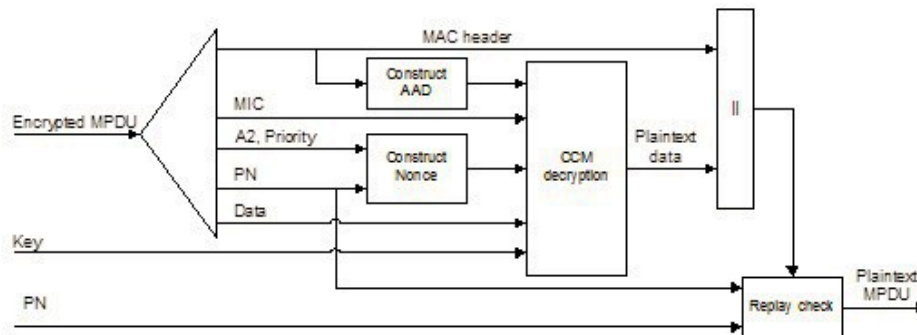 MAC header
Construct
AAD
MIC
Encrypted MPDU
A2, Priority
Construct
Nonce
CCM
decryption
Plaintext
data
||
PN
Data
Key
PN
Replay check
Plaintext
MPDU